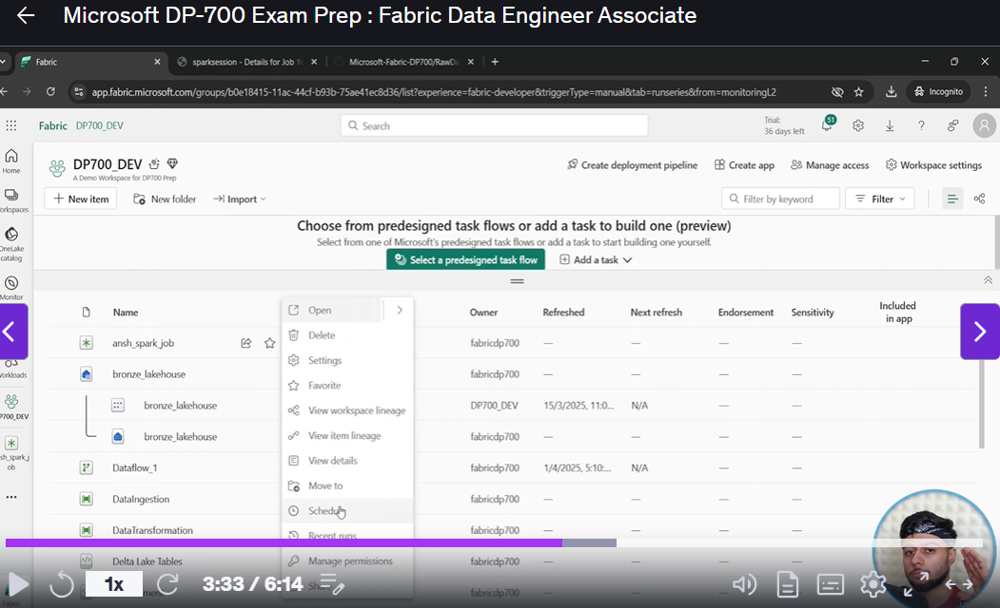 Microsoft DP-700 Exam Prep : Fabric Data Engineer Associate
Fabric
sparksession - Details for Job 1
Microsoft-Fabric-DP700/RawDa
app.fabric.microsoft.com/groups/b0e18415-11ac-44cf-b93b-75ae41ec8d36/list?experience=fabric-developer&triggerType=manual&tab=runseries&from=monitoringL2
Incognito
Fabric DP700_DEV
Search
Trial:
36 days left
51
Home
DP700_DEV
A Demo Workspace for DP700 Prep
Create deployment pipeline
Create app
Manage access
Workspace settings
orkspaces
New item
New folder
Import
Filter by keyword
Filter
OneLake
catalog
Choose from predesigned task flows or add a task to build one (preview)
Select from one of Microsoft's predesigned task flows or add a task to start building one yourself.
Select a predesigned task flow
Add a task
Monitor
Name
Open
Owner
Refreshed
Next refresh
Endorsement
Sensitivity
Included
in app
ansh_spark_job
Delete
fabricdp700 — — — —
Settings
orkloads
bronze_lakehouse
fabricdp700 — — — —
Favorite
P700_DEV
bronze_lakehouse
View workspace lineage
DP700_DEV 15/3/2025, 11:0... N/A — —
bronze_lakehouse
View item lineage
fabricdp700 — — — —
sh_spark_j
ob
Dataflow_1
View details
fabricdp700 1/4/2025, 5:10:... N/A — —
Move to
DataIngestion
fabricdp700 — — — —
Schedule
DataTransformation
Recent runs
fabricdp700 — — — —
Delta Lake Tables
Manage permissions
fabricdp700 — — — —
1x
3:33 / 6:14
fabricdp700